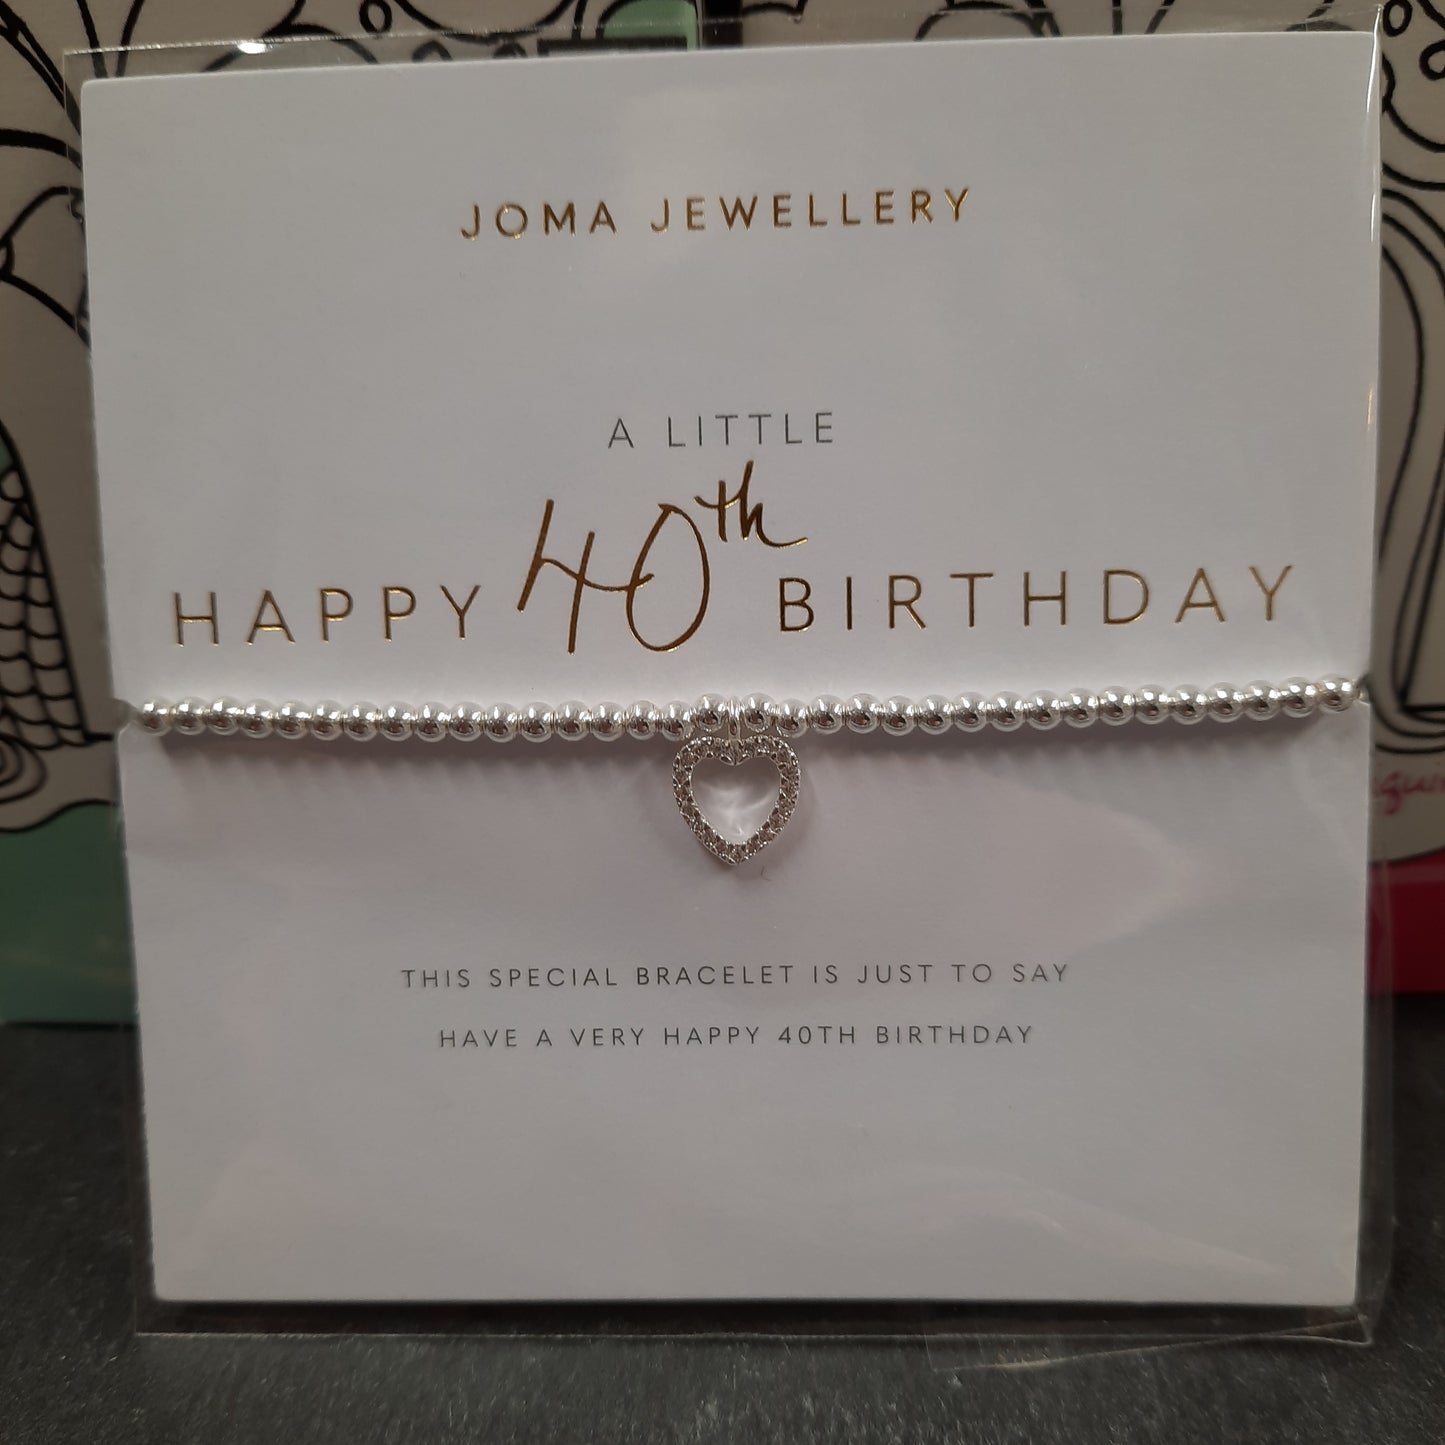 JOMA JEWELLERY
A LITTLE
HAPPY 40th BIRTHDAY
THIS SPECIAL BRACELET IS JUST TO SAY
HAVE A VERY HAPPY 40TH BIRTHDAY